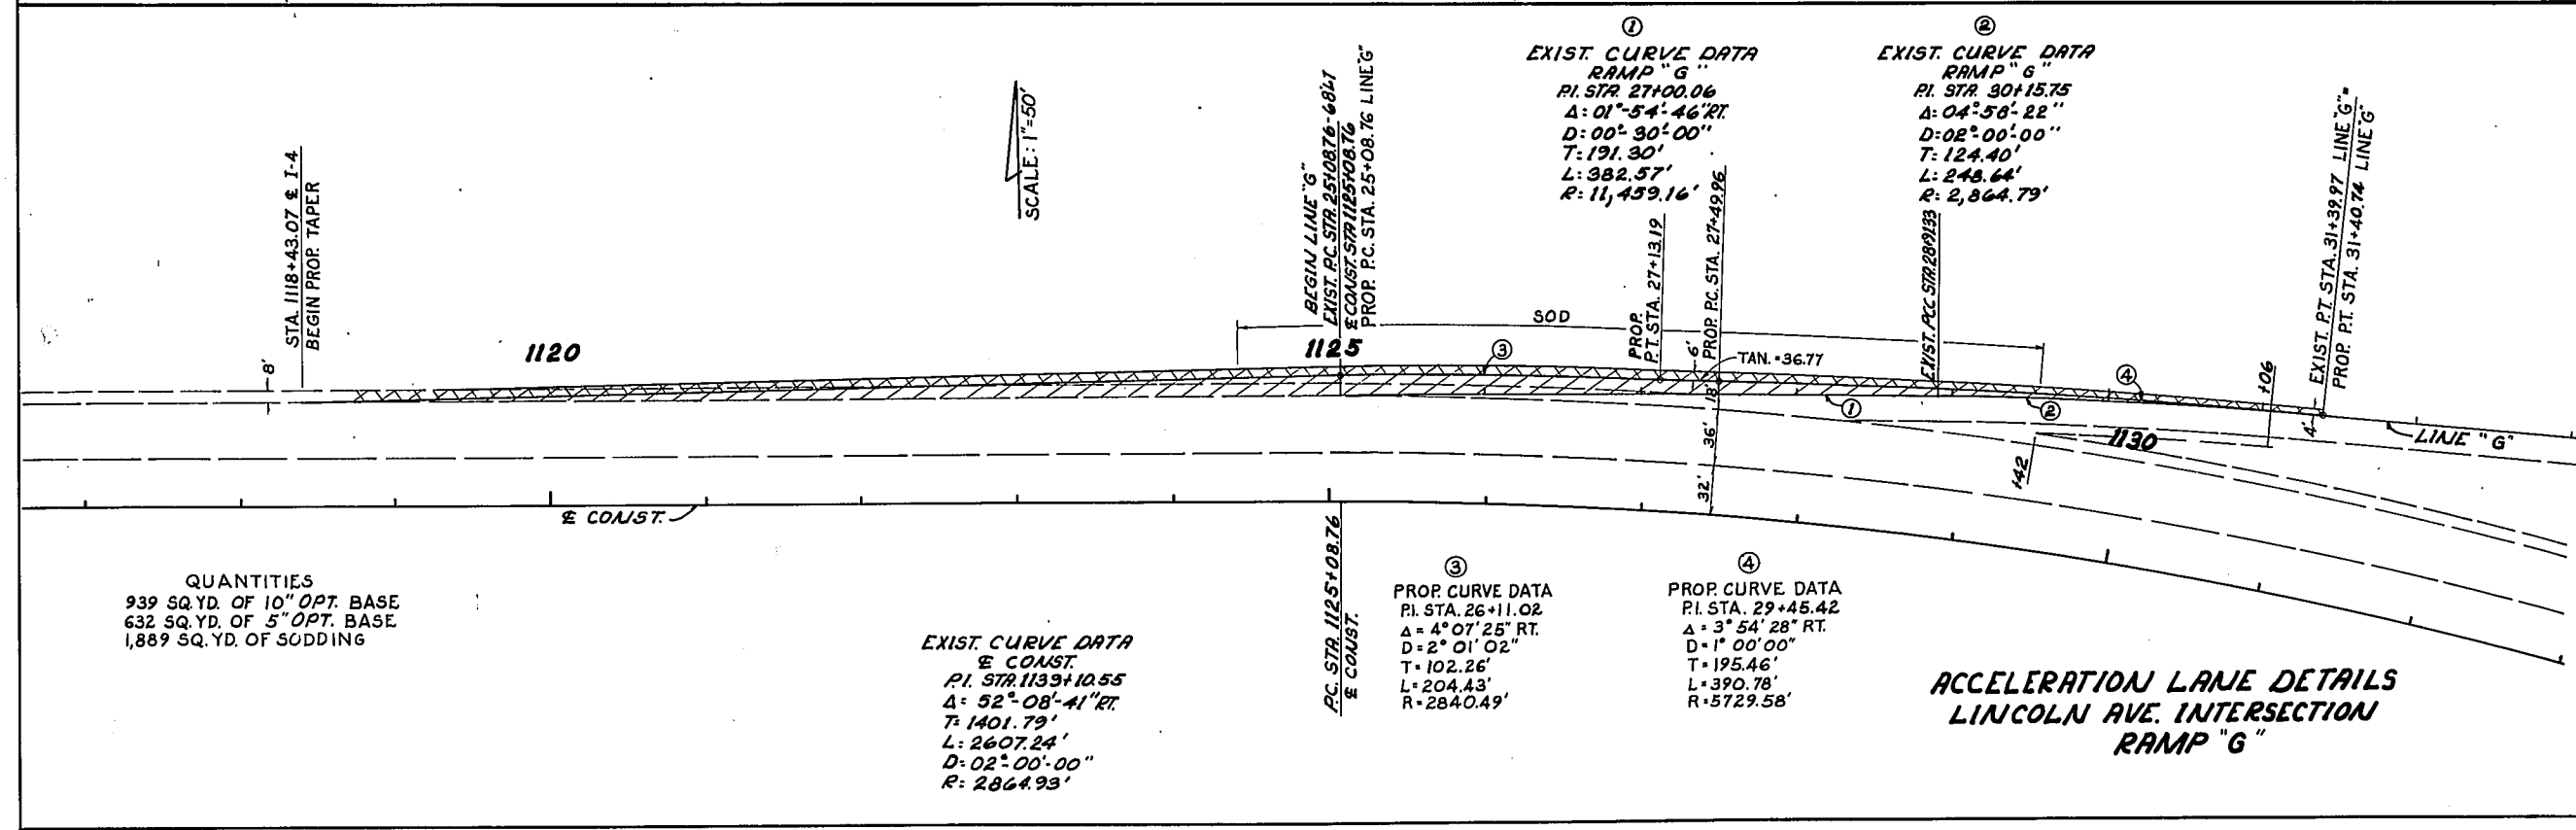 ①
EXIST. CURVE DATA
RAMP "G"
P.I. STA. 27+00.06
Δ: 01°-54'-46" RT.
D: 00°-30'-00"
T: 191.30'
L: 382.57'
R: 11,459.16'
②
EXIST. CURVE DATA
RAMP "G"
P.I. STA. 30+15.75
Δ: 04°-58'-22"
D: 02°-00'-00"
T: 124.40'
L: 248.64'
R: 2,864.79'
STA. 1118+43.07 ℄ I-4
BEGIN PROP. TAPER
SCALE: 1"=50'
BEGIN LINE "G"
EXIST. P.C. STA. 25+08.76-68' LT
℄ CONST. STA 1125+08.76
PROP. P.C. STA. 25+08.76 LINE "G"
PROP.
P.T. STA. 27+13.19
PROP. P.C. STA. 27+49.96
EXIST. P.C.C. STA. 28+91.33
EXIST. P.T. STA. 31+39.97 LINE "G"=
PROP. P.T. STA. 31+40.74 LINE "G"
SOD
8'
1120
1125
③
6'
TAN. = 36.77
18'
36'
32'
①
②
④
1130
+42
+06
4'
LINE "G"
℄ CONST.
P.C. STA. 1125+08.76
℄ CONST.
QUANTITIES
939 SQ. YD. OF 10" OPT. BASE
632 SQ. YD. OF 5" OPT. BASE
1,889 SQ. YD. OF SODDING
EXIST. CURVE DATA
℄ CONST.
P.I. STA. 1139+10.55
Δ: 52°-08'-41" RT.
T: 1401.79'
L: 2607.24'
D: 02°-00'-00"
R: 2864.93'
③
PROP. CURVE DATA
P.I. STA. 26+11.02
Δ = 4° 07' 25" RT.
D = 2° 01' 02"
T = 102.26'
L = 204.43'
R = 2840.49'
④
PROP. CURVE DATA
P.I. STA. 29+45.42
Δ = 3° 54' 28" RT.
D = 1° 00' 00"
T = 195.46'
L = 390.78'
R = 5729.58'
ACCELERATION LANE DETAILS
LINCOLN AVE. INTERSECTION
RAMP "G"